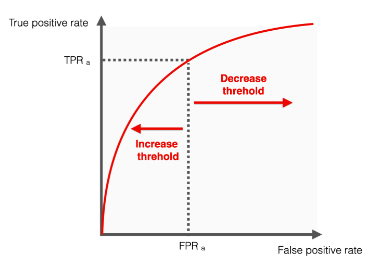 True positive rate
TPR a
Decrease
threhold
Increase
threhold
FPR a
False positive rate